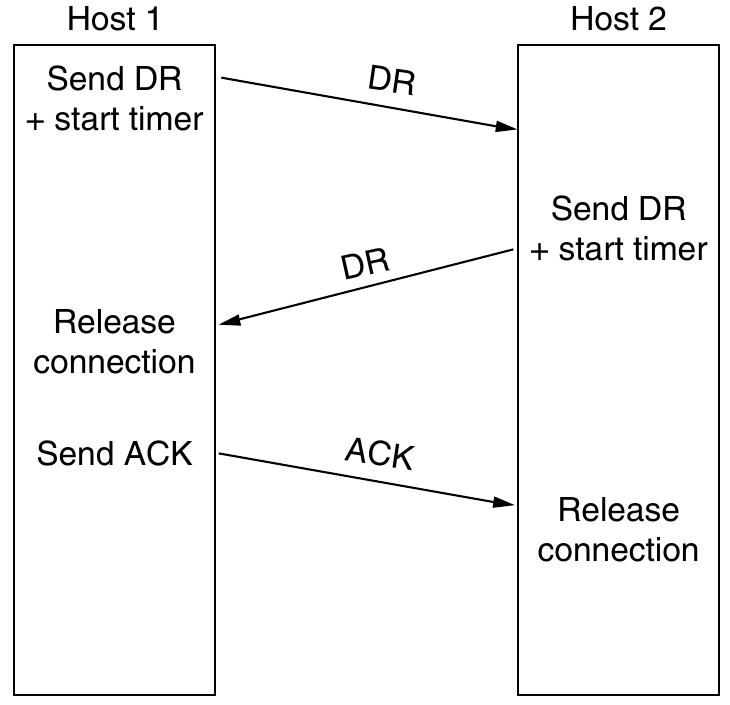 Host 1
Host 2
Send DR
+ start timer
DR
Send DR
+ start timer
DR
Release
connection
Send ACK
ACK
Release
connection